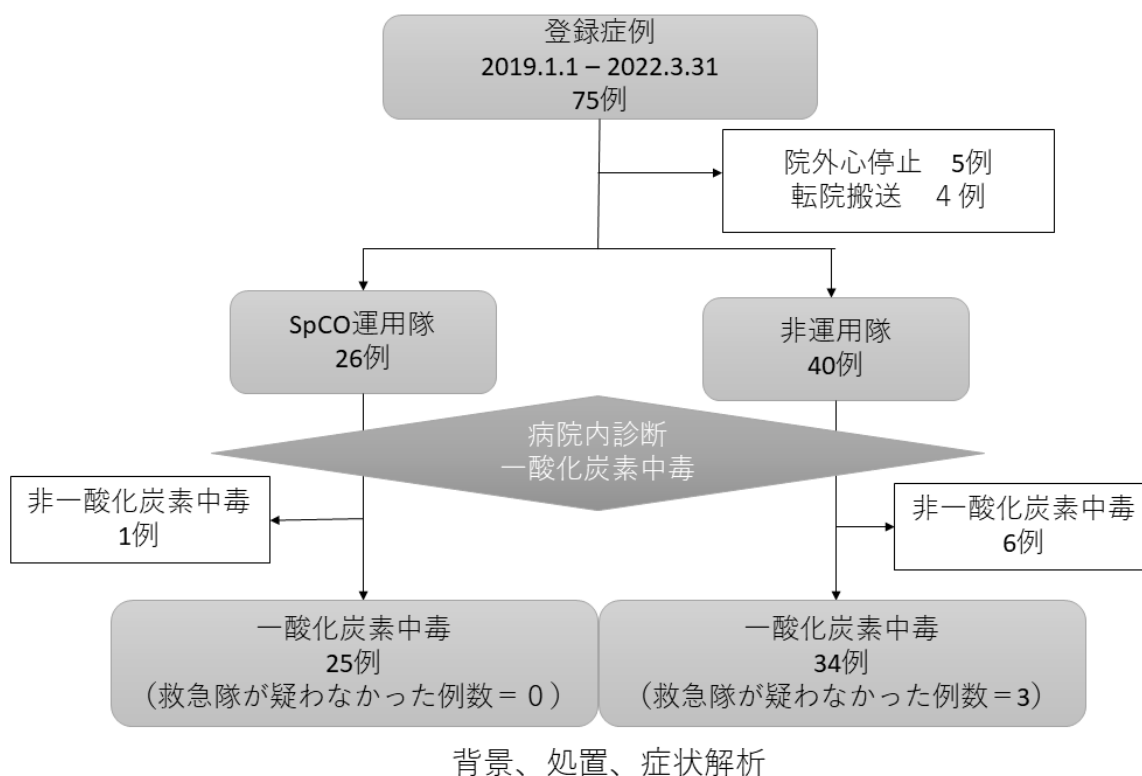 登録症例
2019.1.1 – 2022.3.31
75例
院外心停止　5例
転院搬送　４例
SpCO運用隊
26例
非運用隊
40例
病院内診断
一酸化炭素中毒
非一酸化炭素中毒
1例
非一酸化炭素中毒
6例
一酸化炭素中毒
25例
（救急隊が疑わなかった例数＝０）
一酸化炭素中毒
34例
（救急隊が疑わなかった例数＝3）
背景、処置、症状解析